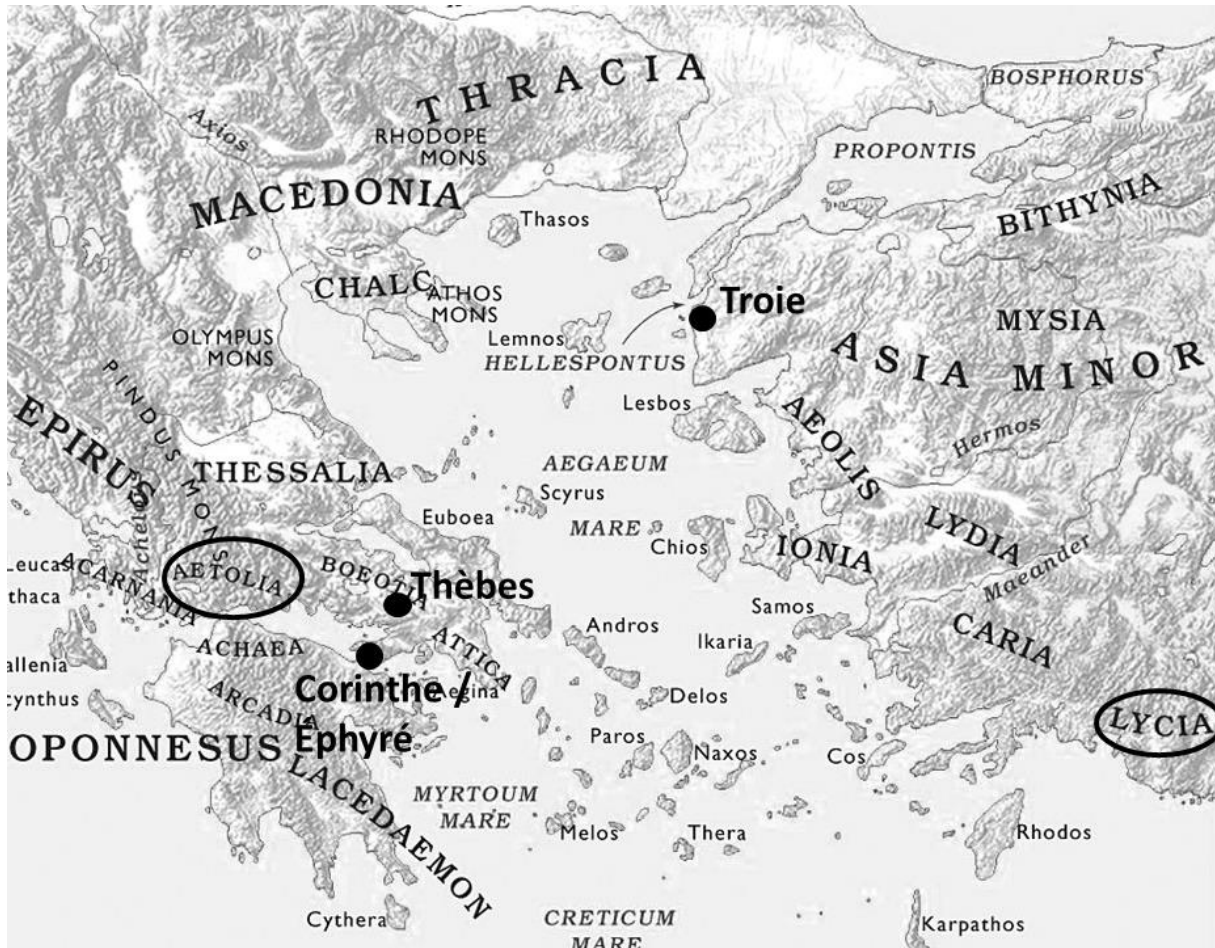 THRACIA
BOSPHORUS
Axios
RHODOPE
MONS
PROPONTIS
MACEDONIA
BITHYNIA
Thasos
CHALC
ATHOS
MONS
Troie
MYSIA
OLYMPUS
MONS
Lemnos
HELLESPONTUS
ASIA MINOR
PINDUS MONS
EPIRUS
Lesbos
AEOLIS
Hermos
THESSALIA
AEGAEUM
MARE
Scyrus
Euboea
Chios
LYDIA
IONIA
Maeander
Leucas
ACARNANIA
AETOLIA
BOEOTIA
Thèbes
thaca
Samos
Andros
Ikaria
CARIA
ACHAEA
ATTICA
allenia
Corinthe /
Éphyré
Aegina
Delos
cynthus
ARCADIA
LYCIA
OPONNESUS
Paros
Naxos
Cos
LACEDAEMON
MYRTOUM
MARE
Melos
Thera
Rhodos
Cythera
CRETICUM
MARE
Karpathos